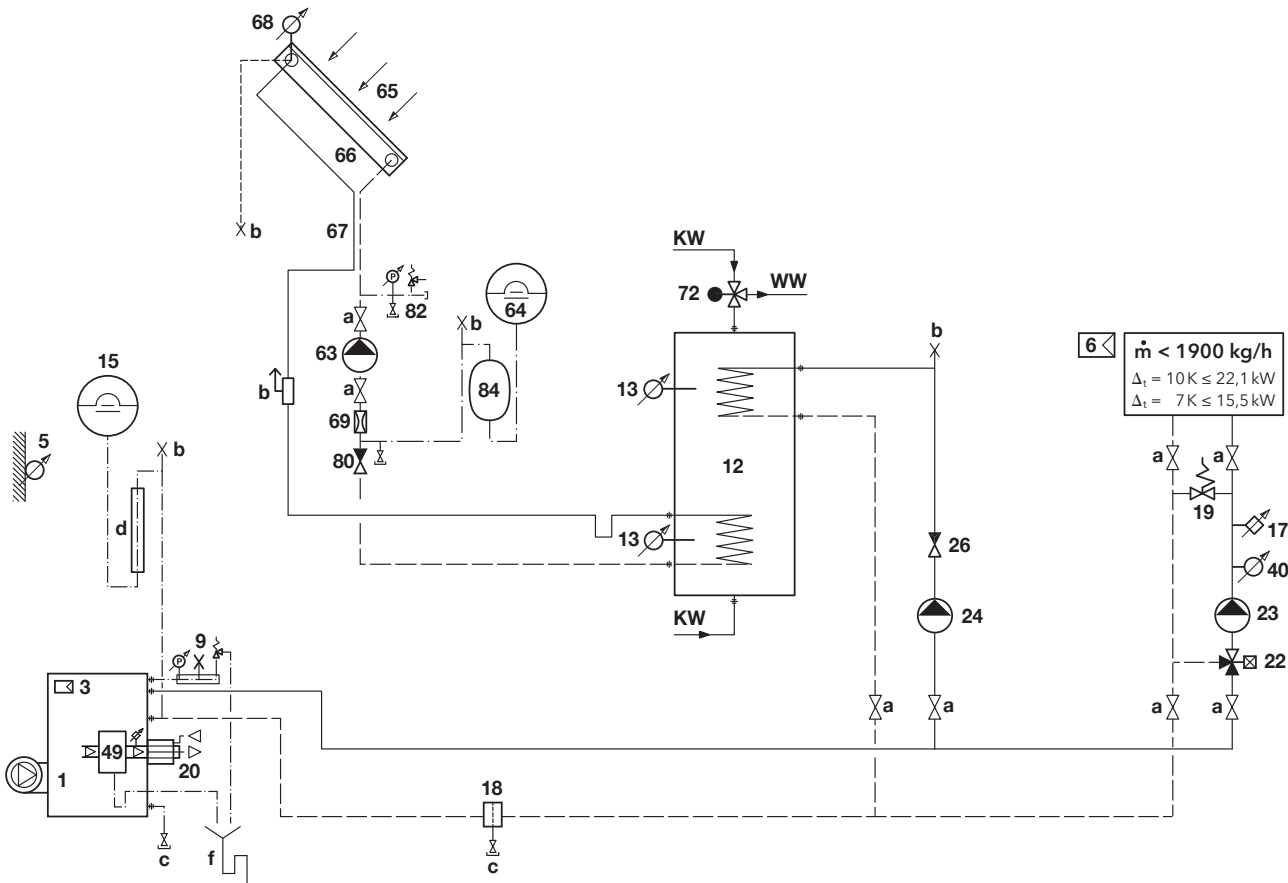 68
65
66
b
67
KW
WW
72
82
64
a
b
b
6
ṁ < 1900 kg/h
Δt = 10 K ≤ 22,1 kW
Δt = 7 K ≤ 15,5 kW
P
63
15
b
a
84
13
69
5
b
80
12
a
a
19
d
13
17
26
40
KW
24
23
9
P
22
3
a
a
a
a
49
20
1
18
c
f
c